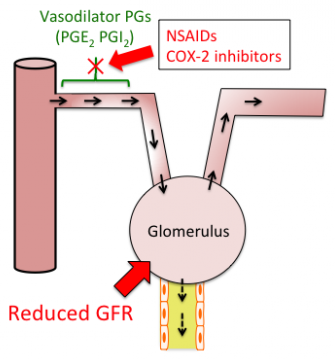 Vasodilator PGs
(PGE₂ PGI₂)
NSAIDs
COX-2 inhibitors
Glomerulus
Reduced GFR